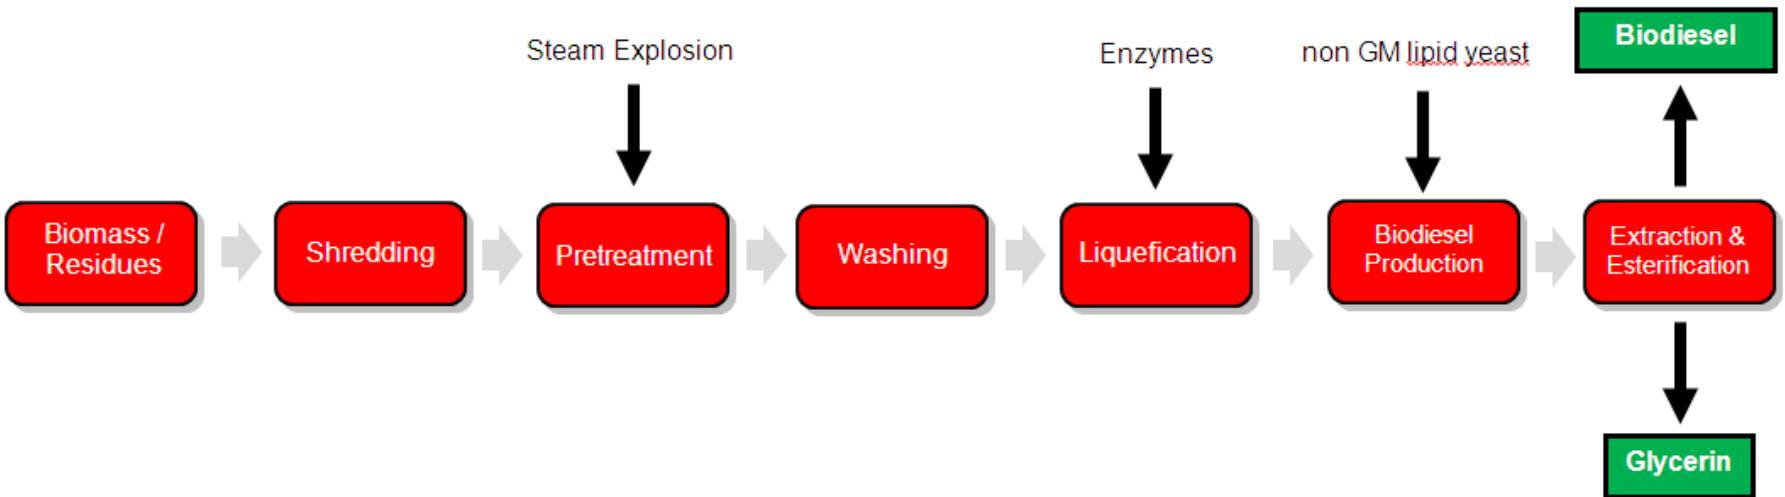 Steam Explosion
Enzymes
non GM lipid yeast
Biodiesel
Biomass /
Residues
Shredding
Pretreatment
Washing
Liquefication
Biodiesel
Production
Extraction &
Esterification
Glycerin